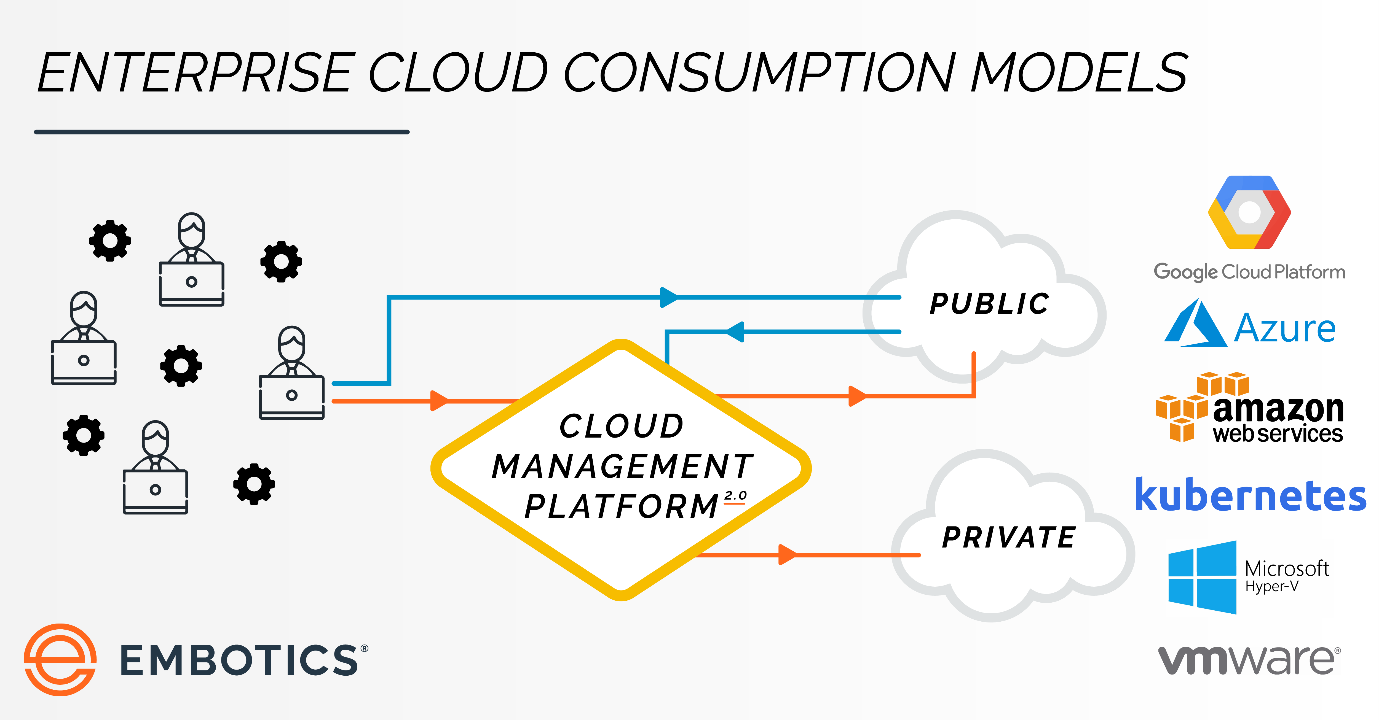 ENTERPRISE CLOUD CONSUMPTION MODELS
PUBLIC
CLOUD
MANAGEMENT
PLATFORM 2.0
PRIVATE
Google Cloud Platform
Azure
amazon
web services
kubernetes
Microsoft
Hyper-V
vmware®
EMBOTICS®